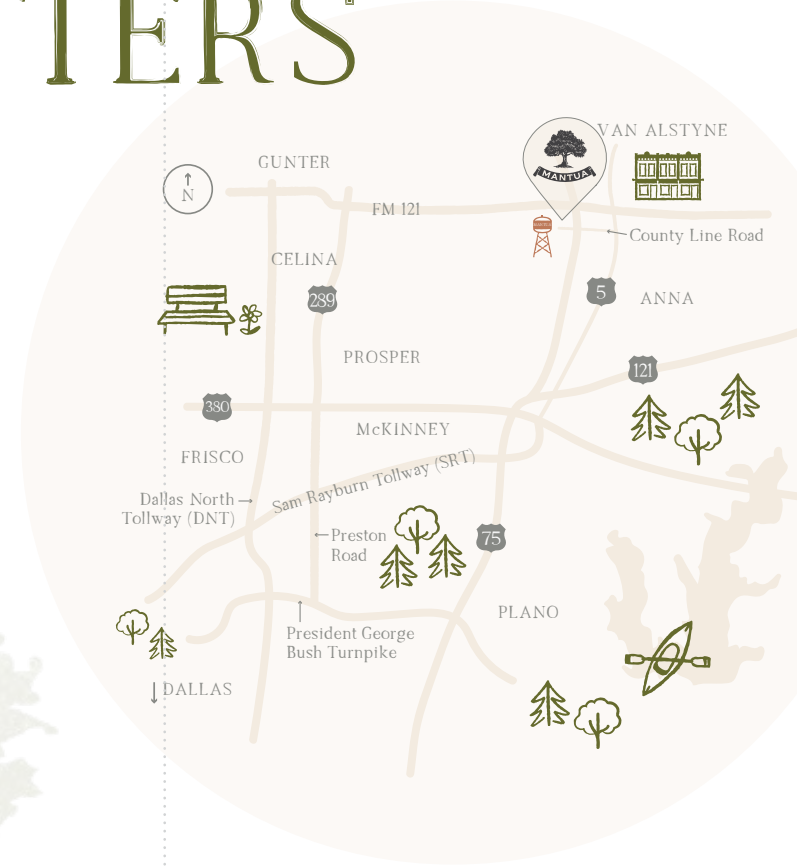 TERS
VAN ALSTYNE
GUNTER
MANTUA
N
FM 121
County Line Road
CELINA
289
5
ANNA
PROSPER
121
380
McKINNEY
FRISCO
Sam Rayburn Tollway (SRT)
Dallas North
Tollway (DNT)
Preston
Road
75
PLANO
President George
Bush Turnpike
DALLAS